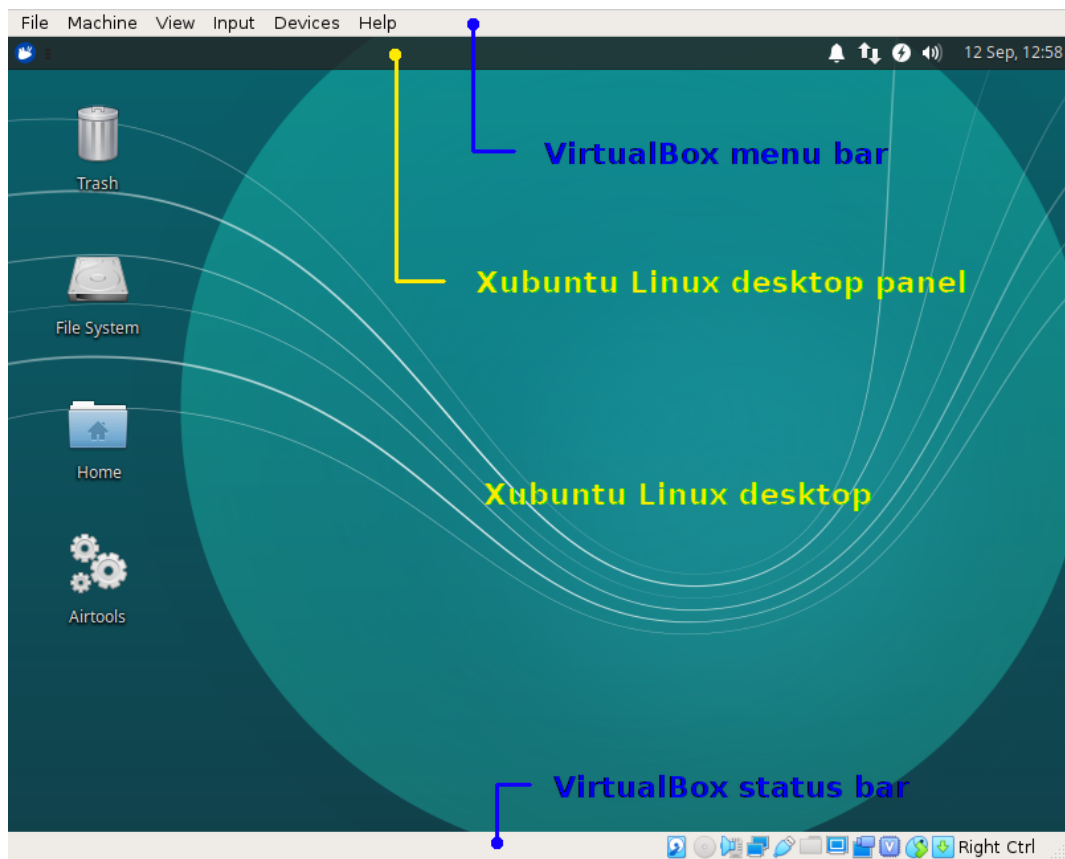 File Machine View Input Devices Help
12 Sep, 12:58
VirtualBox menu bar
Trash
Xubuntu Linux desktop panel
File System
Home
Xubuntu Linux desktop
Airtools
VirtualBox status bar
V
Right Ctrl